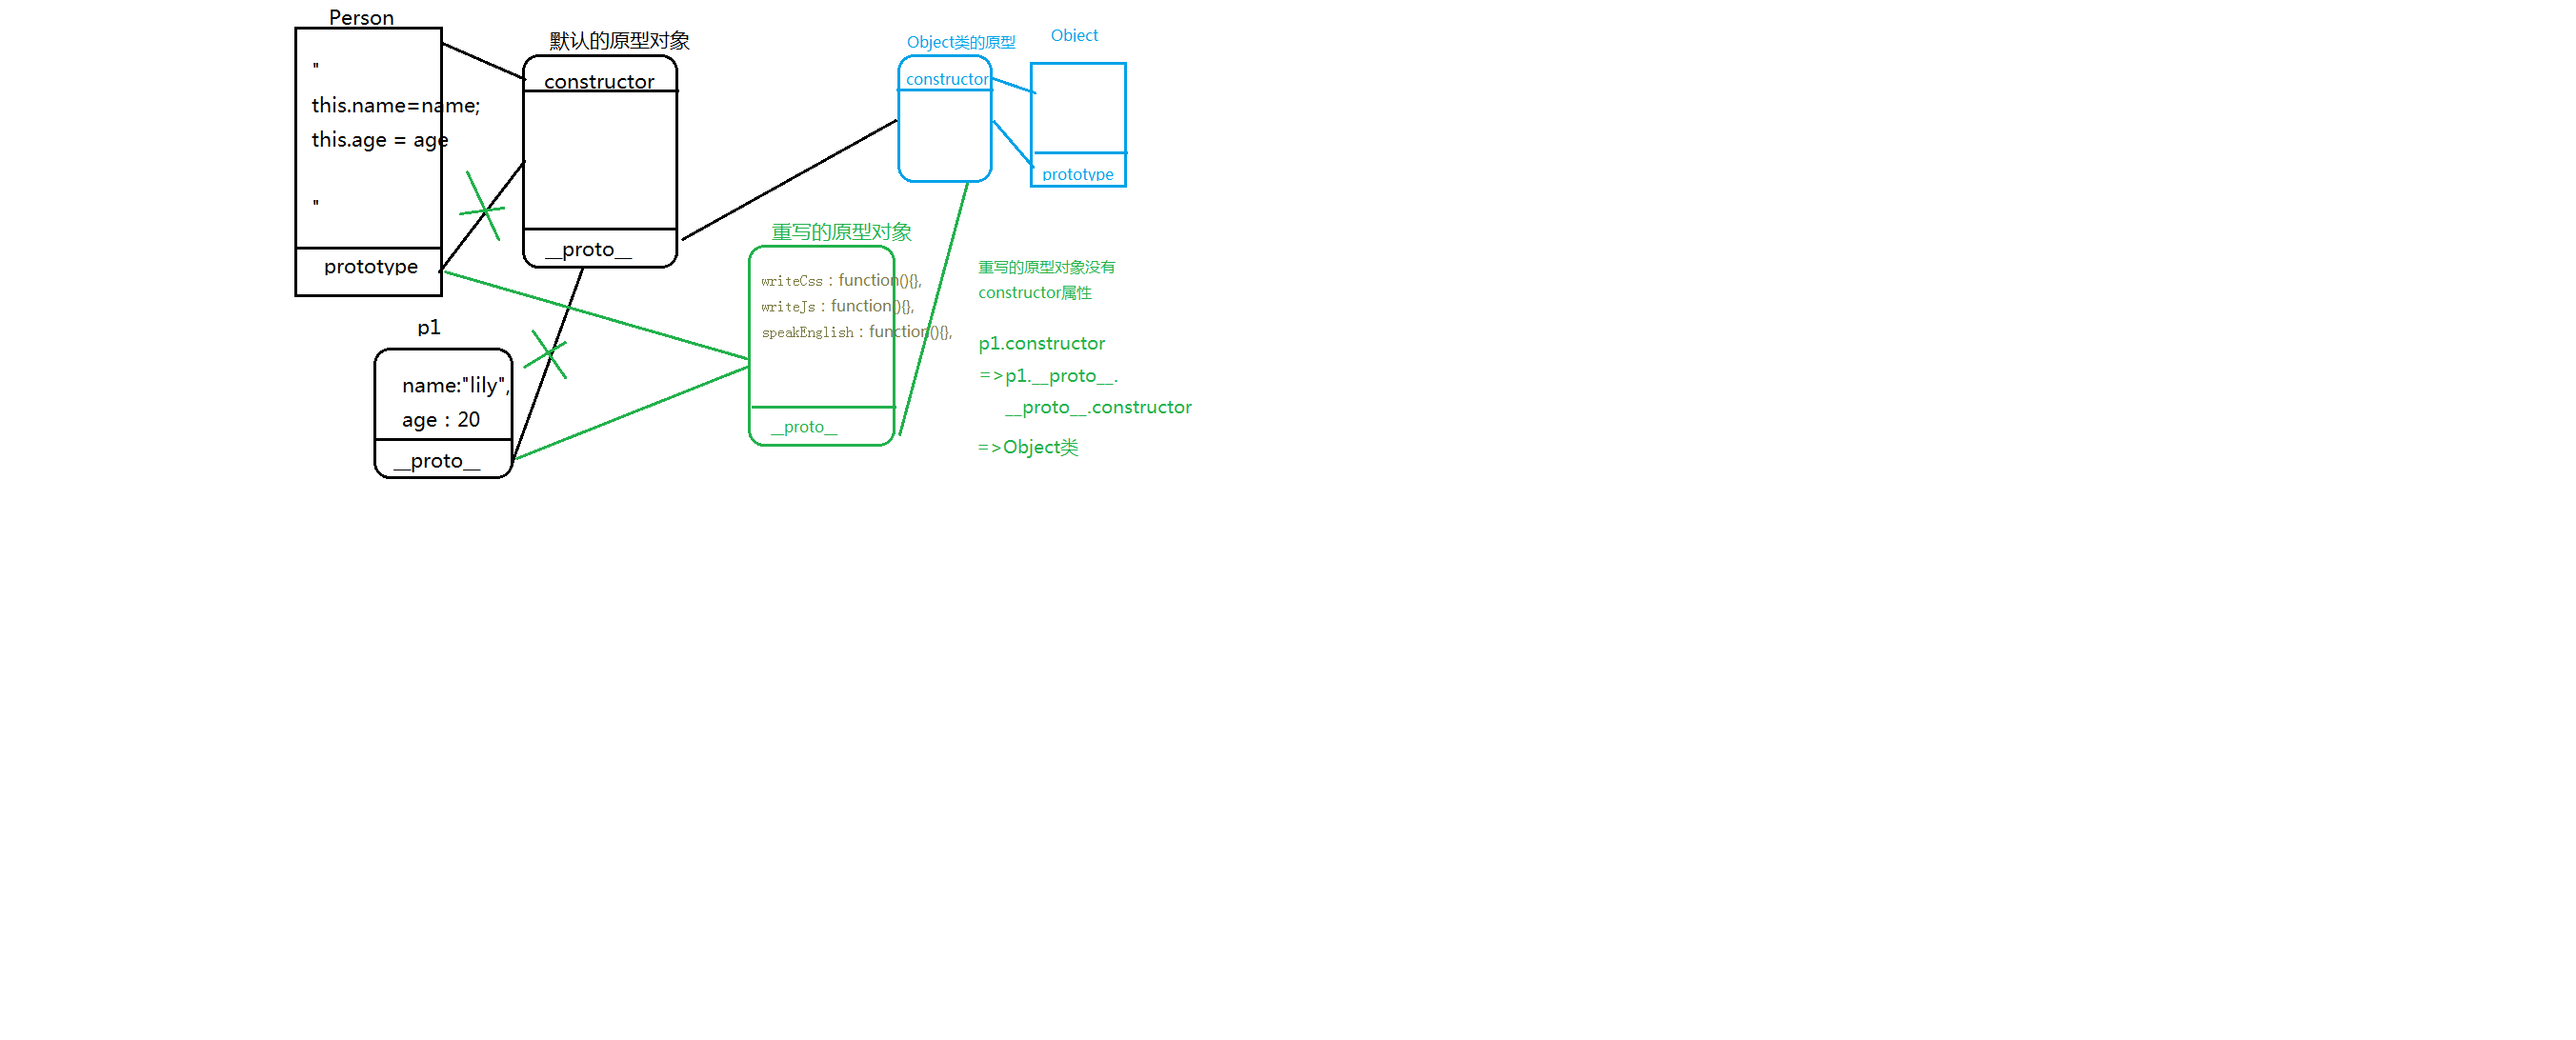 Person
"
this.name=name;
this.age = age
"
prototype
默认的原型对象
constructor
__proto__
p1
name:"lily",
age：20
__proto__
Object类的原型
constructor
Obiect
prototype
重写的原型对象
writeCss：function(){},
writeJs：function(){},
speakEnglish：function(){},
__proto__
重写的原型对象没有
constructor属性
p1.constructor
=>p1.__proto__.
__proto__.constructor
=>Object类